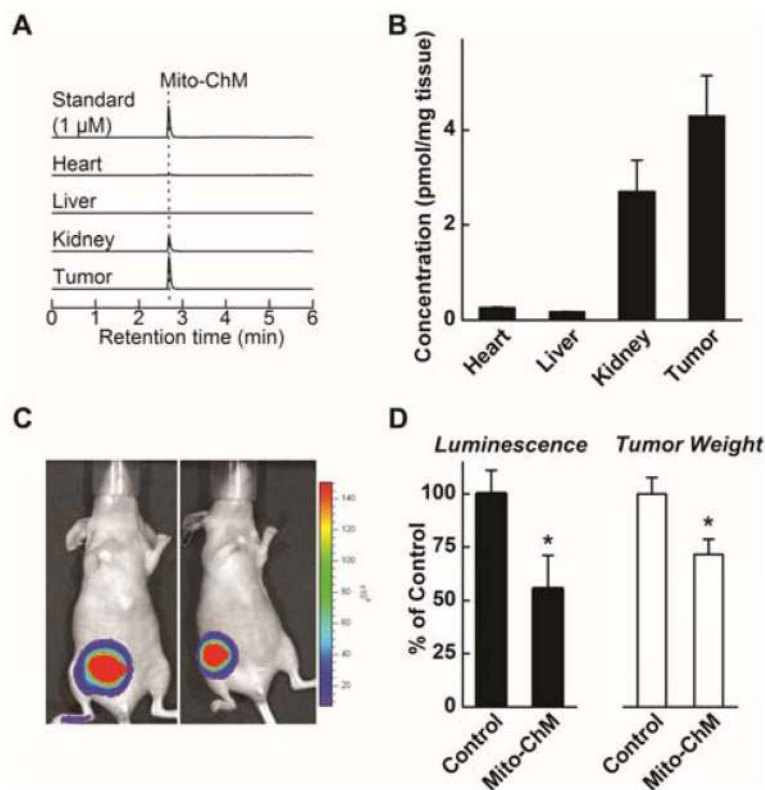 A
Mito-ChM
Standard
(1 µM)
Heart
Liver
Kidney
Tumor
0 1 2 3 4 5 6
Retention time (min)
B
Concentration (pmol/mg tissue)
4
2
0
Heart
Liver
Kidney
Tumor
C
140
120
100
80
60
40
20
D
Luminescence
Tumor Weight
% of Control
100
75
50
25
0
Control
Mito-ChM
Control
Mito-ChM
*
*